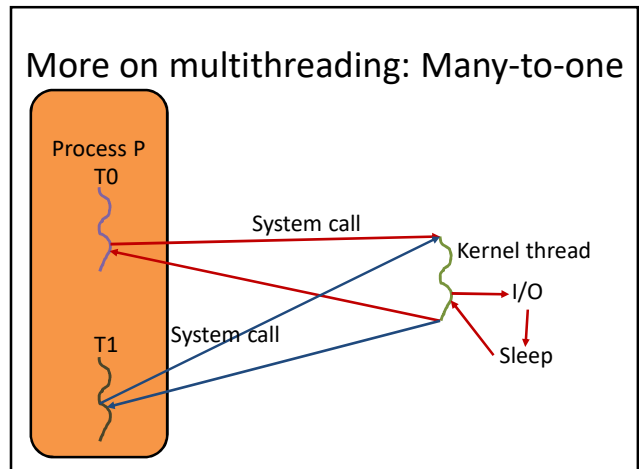 More on multithreading: Many-to-one
Process P
T0
System call
Kernel thread
I/O
System call
T1
Sleep